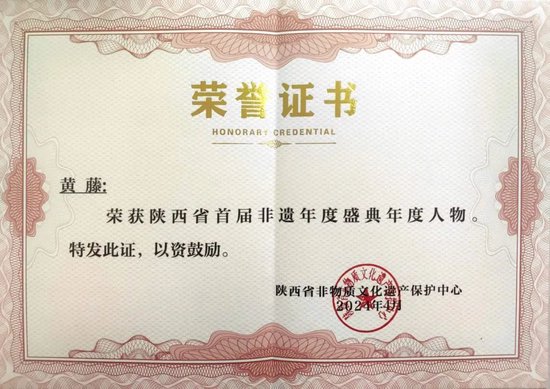 荣誉证书
HONORARY CREDENTIAL
黄藤:
荣获陕西省首届非遗年度盛典年度人物。
特发此证，以资鼓励。
陕西省非物质文化遗产保护中心
2024年4月